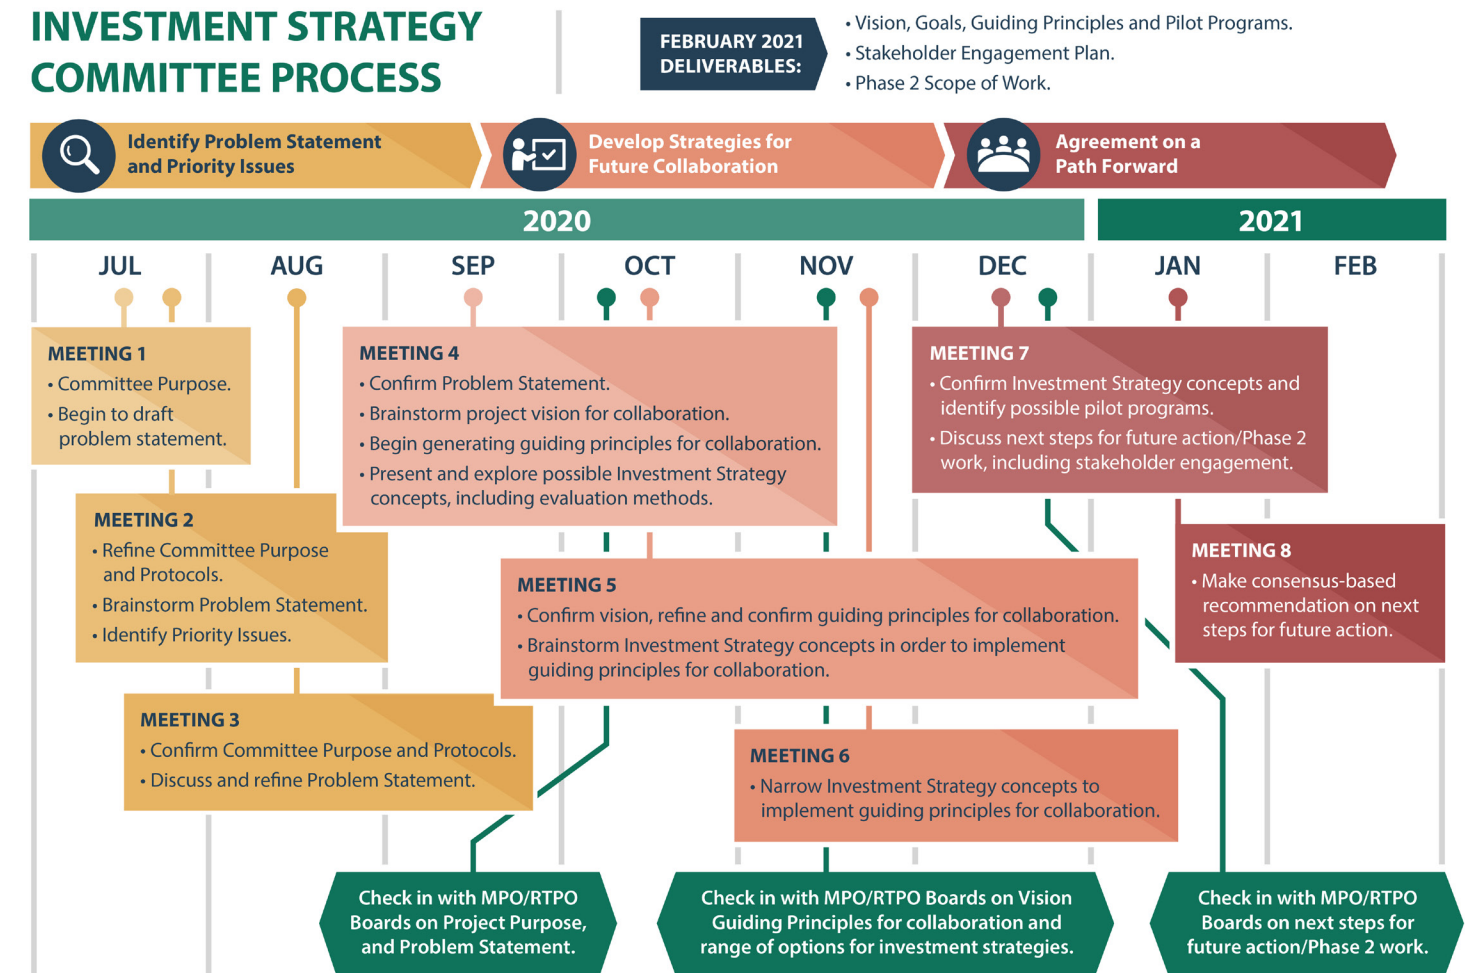 INVESTMENT STRATEGY
COMMITTEE PROCESS
FEBRUARY 2021
DELIVERABLES:
• Vision, Goals, Guiding Principles and Pilot Programs.
• Stakeholder Engagement Plan.
• Phase 2 Scope of Work.
Identify Problem Statement
and Priority Issues
Develop Strategies for
Future Collaboration
Agreement on a
Path Forward
2020
2021
JUL
AUG
SEP
OCT
NOV
DEC
JAN
FEB
MEETING 1
• Committee Purpose.
• Begin to draft
problem statement.
MEETING 2
• Refine Committee Purpose
and Protocols.
• Brainstorm Problem Statement.
• Identify Priority Issues.
MEETING 3
• Confirm Committee Purpose and Protocols.
• Discuss and refine Problem Statement.
MEETING 4
• Confirm Problem Statement.
• Brainstorm project vision for collaboration.
• Begin generating guiding principles for collaboration.
• Present and explore possible Investment Strategy
concepts, including evaluation methods.
MEETING 5
• Confirm vision, refine and confirm guiding principles for collaboration.
• Brainstorm Investment Strategy concepts in order to implement
guiding principles for collaboration.
MEETING 6
• Narrow Investment Strategy concepts to
implement guiding principles for collaboration.
MEETING 7
• Confirm Investment Strategy concepts and
identify possible pilot programs.
• Discuss next steps for future action/Phase 2
work, including stakeholder engagement.
MEETING 8
• Make consensus-based
recommendation on next
steps for future action.
Check in with MPO/RTPO
Boards on Project Purpose,
and Problem Statement.
Check in with MPO/RTPO Boards on Vision
Guiding Principles for collaboration and
range of options for investment strategies.
Check in with MPO/RTPO
Boards on next steps for
future action/Phase 2 work.